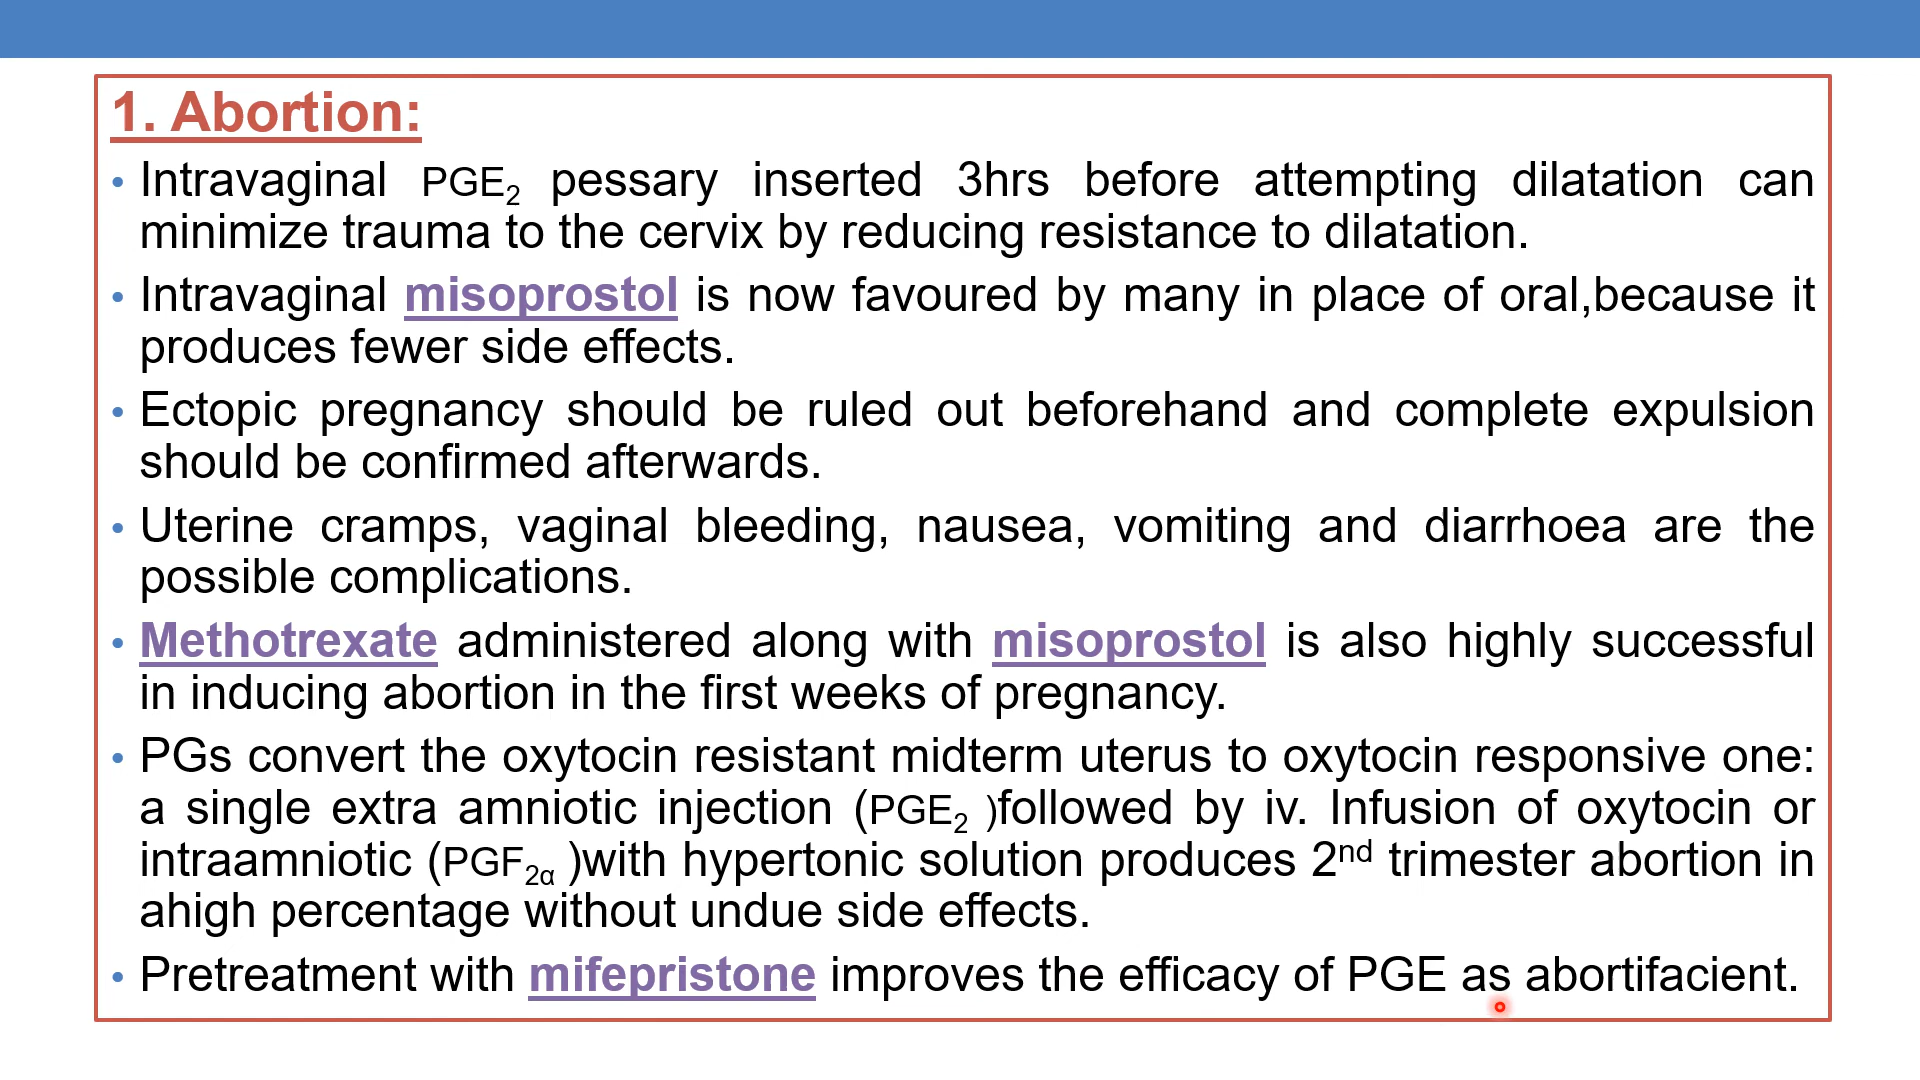 1. Abortion:
• Intravaginal PGE₂ pessary inserted 3hrs before attempting dilatation can
minimize trauma to the cervix by reducing resistance to dilatation.
• Intravaginal misoprostol is now favoured by many in place of oral,because it
produces fewer side effects.
• Ectopic pregnancy should be ruled out beforehand and complete expulsion
should be confirmed afterwards.
• Uterine cramps, vaginal bleeding, nausea, vomiting and diarrhoea are the
possible complications.
• Methotrexate administered along with misoprostol is also highly successful
in inducing abortion in the first weeks of pregnancy.
• PGs convert the oxytocin resistant midterm uterus to oxytocin responsive one:
a single extra amniotic injection (PGE₂ )followed by iv. Infusion of oxytocin or
intraamniotic (PGF2α )with hypertonic solution produces 2nd trimester abortion in
ahigh percentage without undue side effects.
• Pretreatment with mifepristone improves the efficacy of PGE as abortifacient.